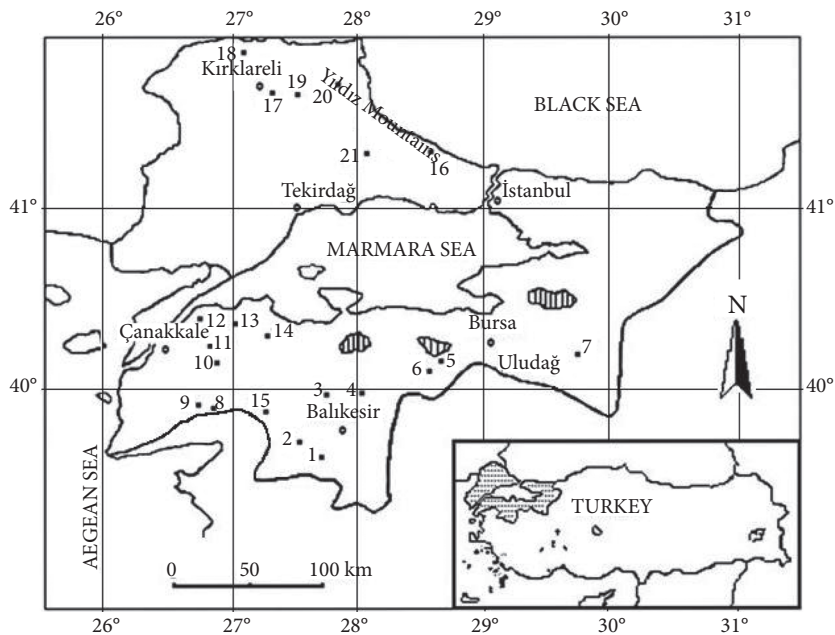 26° 27° 28° 29° 30° 31°
18
Kırklareli
19
17
20
Yıldız Mountains
BLACK SEA
21
16
Tekirdağ
İstanbul
41° 41°
MARMARA SEA
N
12 13
Çanakkale
11
14
10
Bursa
5
6
Uludağ
7
40° 40°
9 8 15 3 4
Balıkesir
2
1
AEGEAN SEA
TURKEY
0 50 100 km
26° 27° 28° 29° 30° 31°